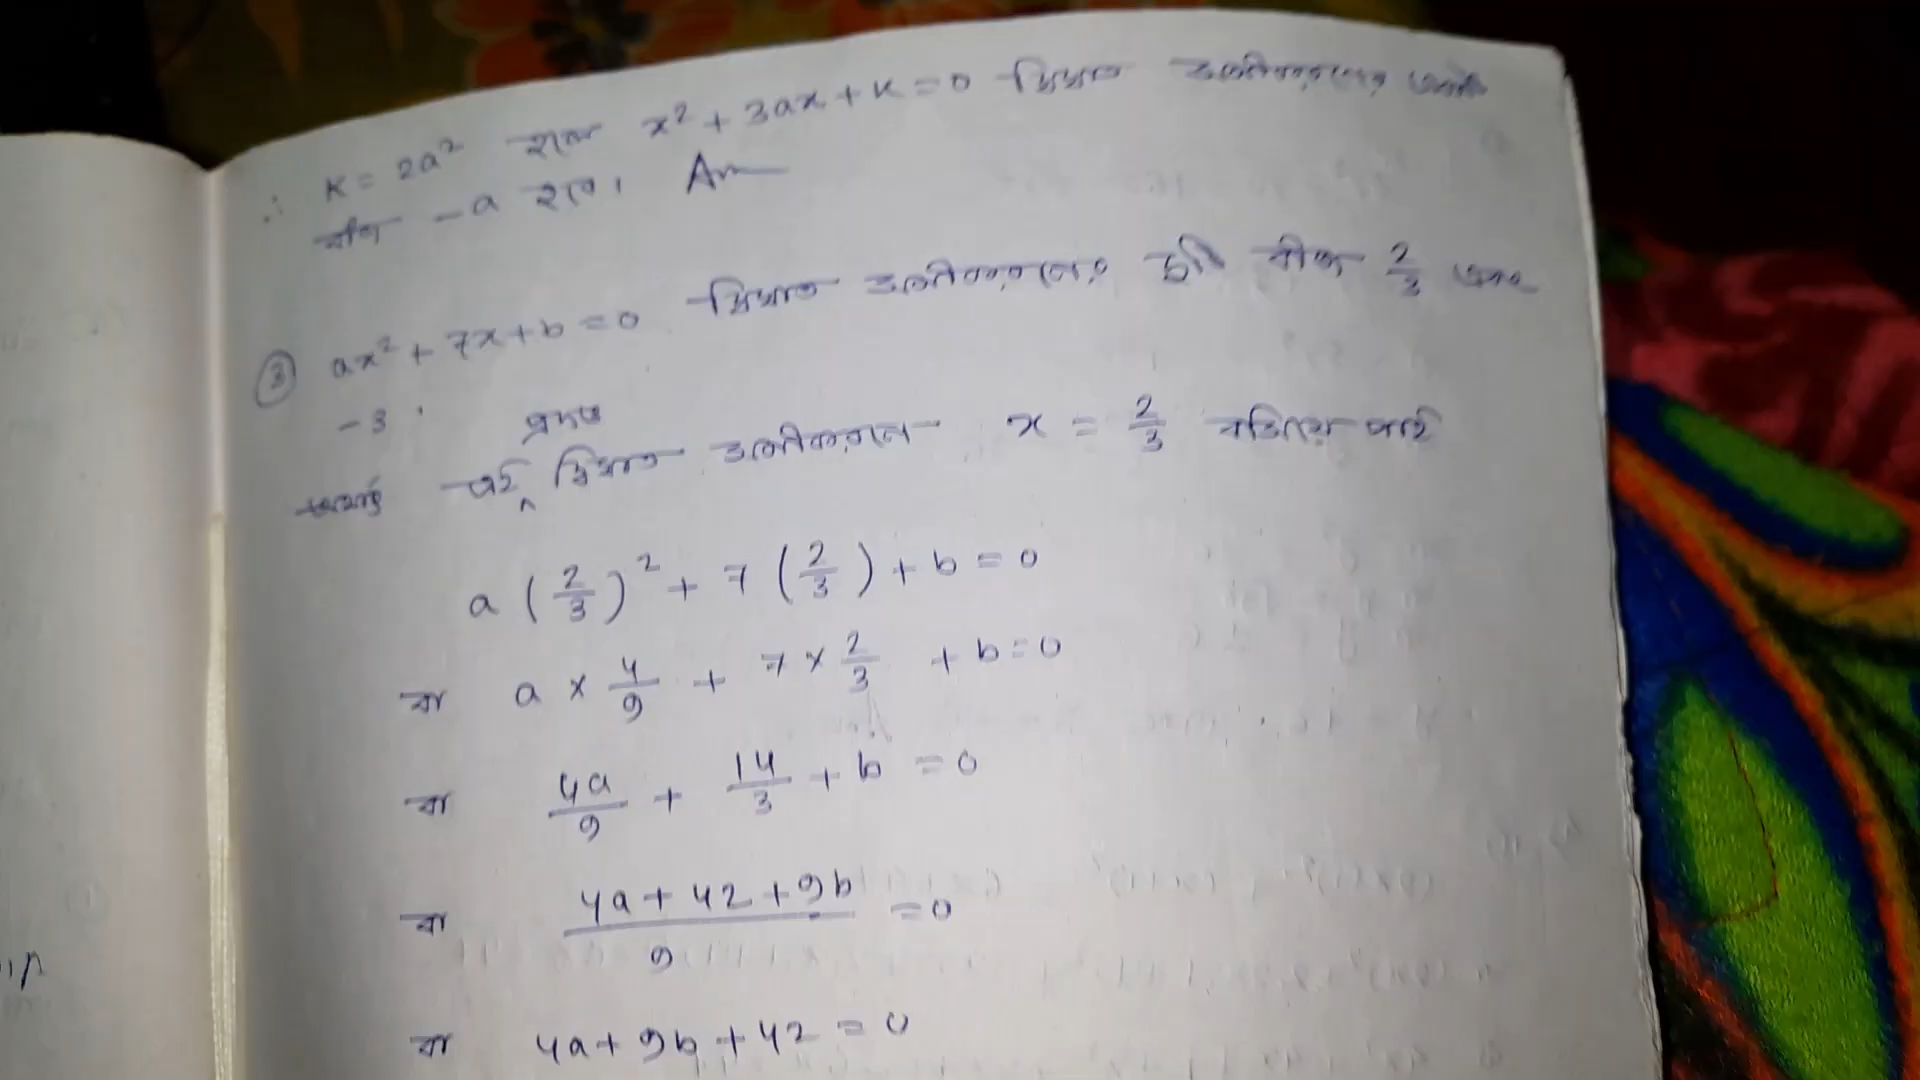 ∴ K = 2a² হলে x² + 3ax + K = 0 দ্বিঘাত সমীকরণের একটি
বীজ -a হবে। Am
③ ax² + 7x + b = 0 দ্বিঘাত সমীকরণের দুটি বীজ 2/3 এবং
-3
প্রদত্ত
অর্থাৎ এই ^ দ্বিঘাত সমীকরণে x = 2/3 বসিয়ে পাই
a (2/3)² + 7 (2/3) + b = 0
বা a × 4/9 + 7 × 2/3 + b = 0
বা 4a/9 + 14/3 + b = 0
বা (4a + 42 + 9b)/9 = 0
বা 4a + 9b + 42 = 0